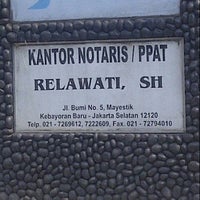 KANTOR NOTARIS / PPAT
RELAWATI, SH
Jl. Bumi No. 5, Mayestik
Kebayoran Baru - Jakarta Selatan 12120
Telp. 021 - 7269612, 7222609, Fax. 021 - 72794010